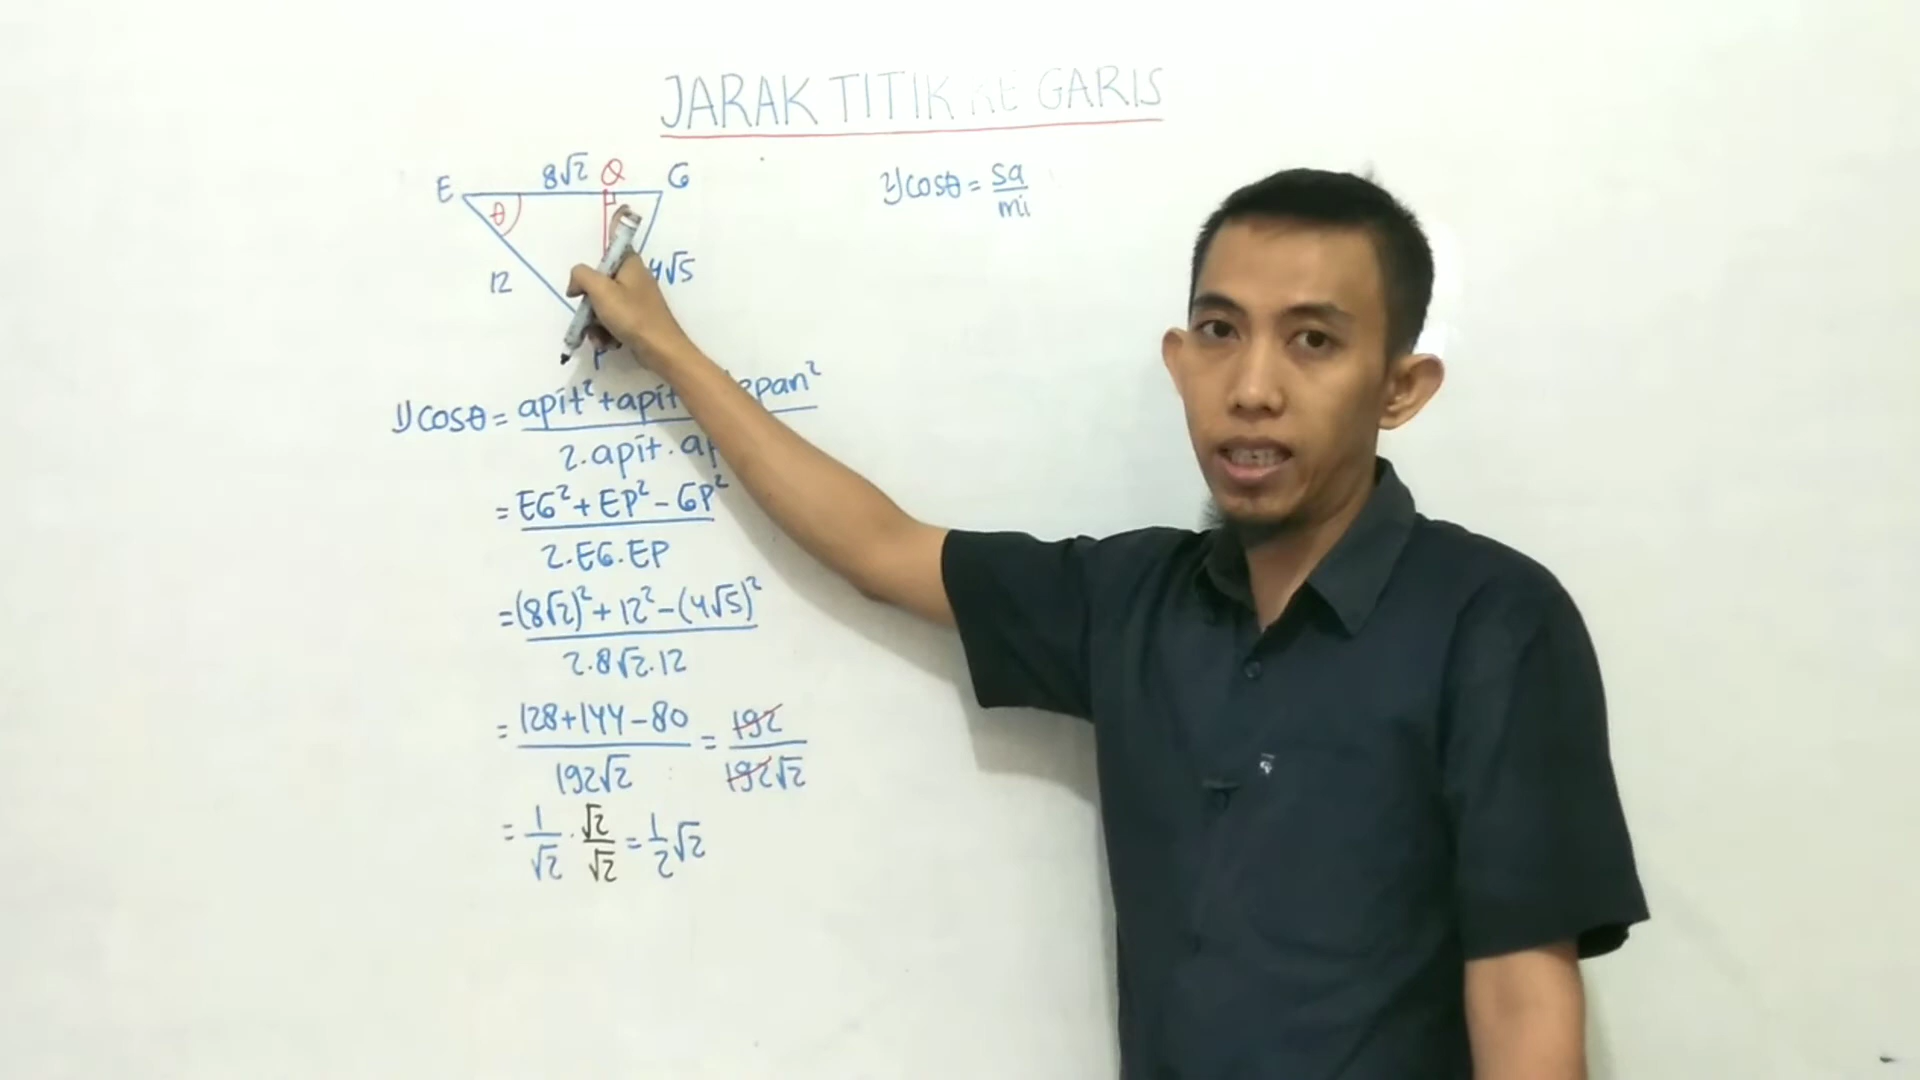 JARAK TITIK KE GARIS
E 8√2 Q G
θ
12
4√5
P
2) cos θ = sa/mi
1) cos θ = apit² + apit² - depan² / 2.apit.ap
= EG² + EP² - GP² / 2.EG.EP
= (8√2)² + 12² - (4√5)² / 2.8√2.12
= 128+144-80 / 192√2 = 192 / 192√2
= 1/√2 . √2/√2 = 1/2 √2